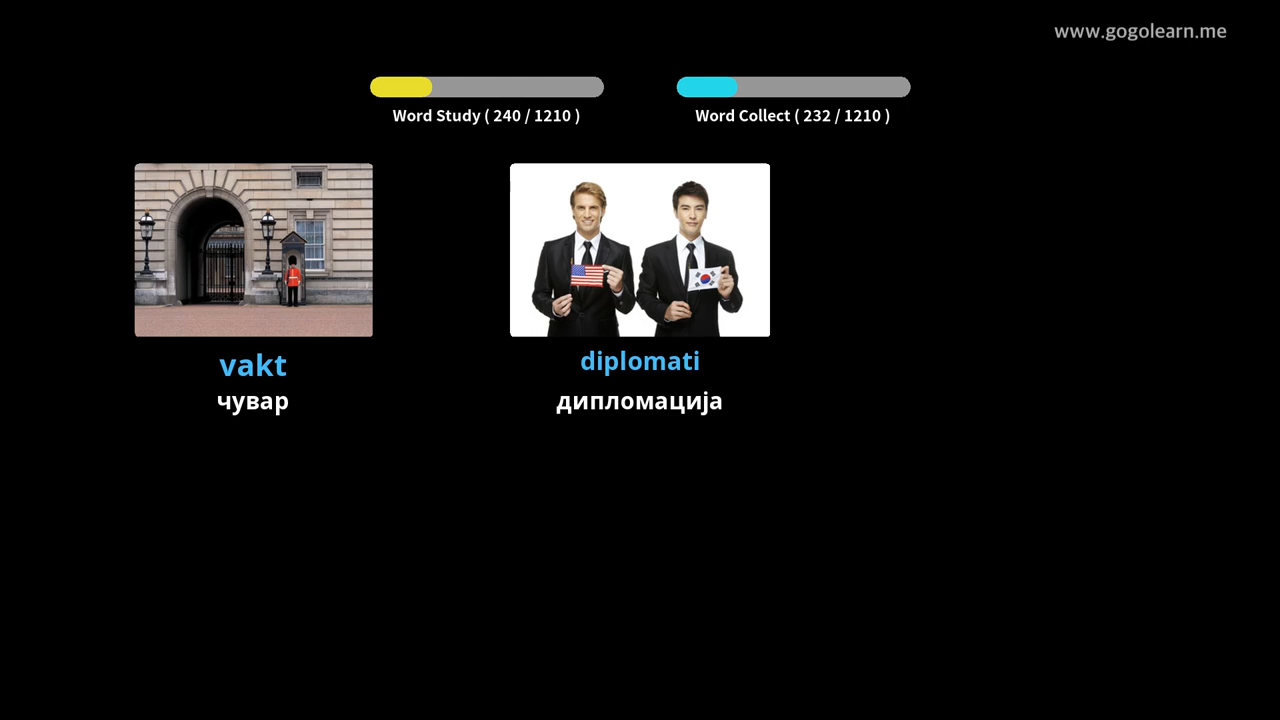 www.gogolearn.me
Word Study ( 240 / 1210 )
Word Collect ( 232 / 1210 )
vakt
чувар
diplomati
дипломација